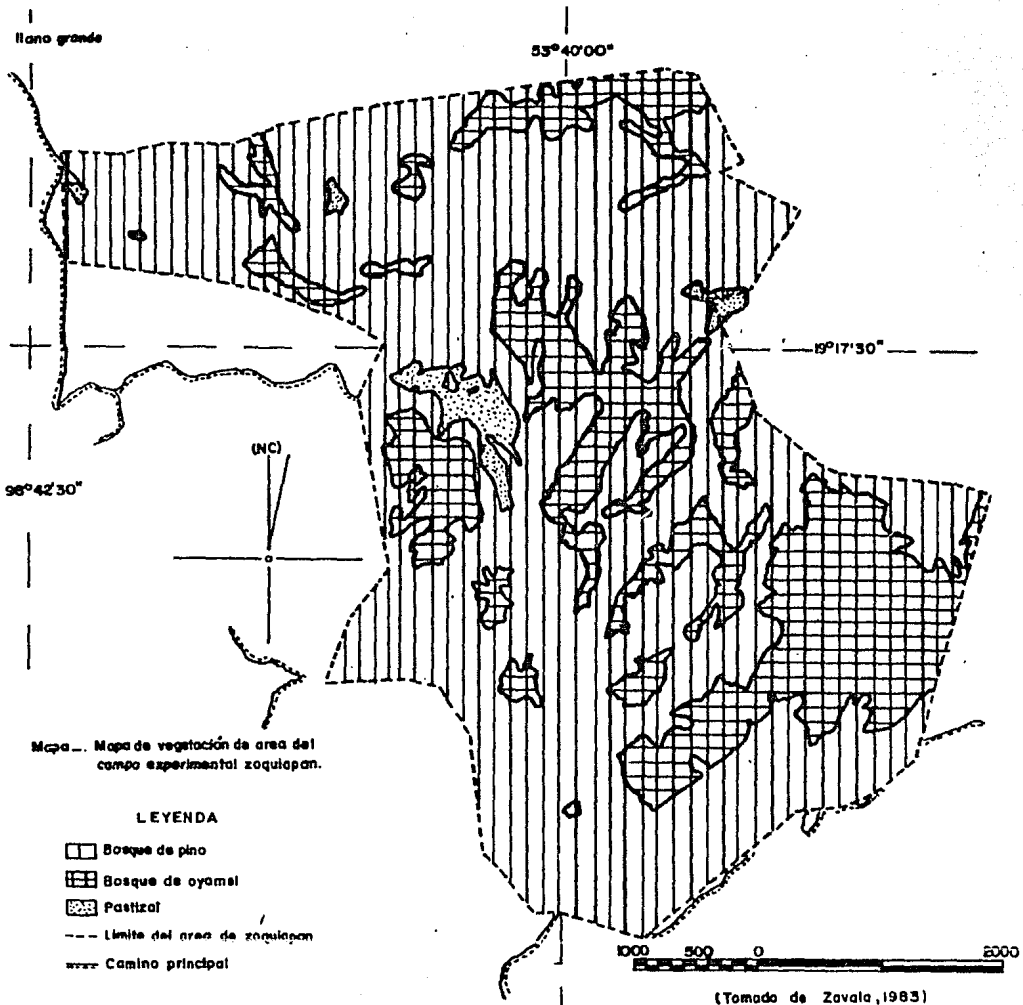 llano grande
53°40'00"
19°17'30"
(NC)
98°42'30"
Mapa_. Mapa de vegetación de area del
campo experimental zoquiapan.
LEYENDA
Bosque de pino
Bosque de oyamel
Pastizal
Limite del area de zoquiapan
Camino principal
1000 500 0 2000
(Tomado de Zavala, 1983)